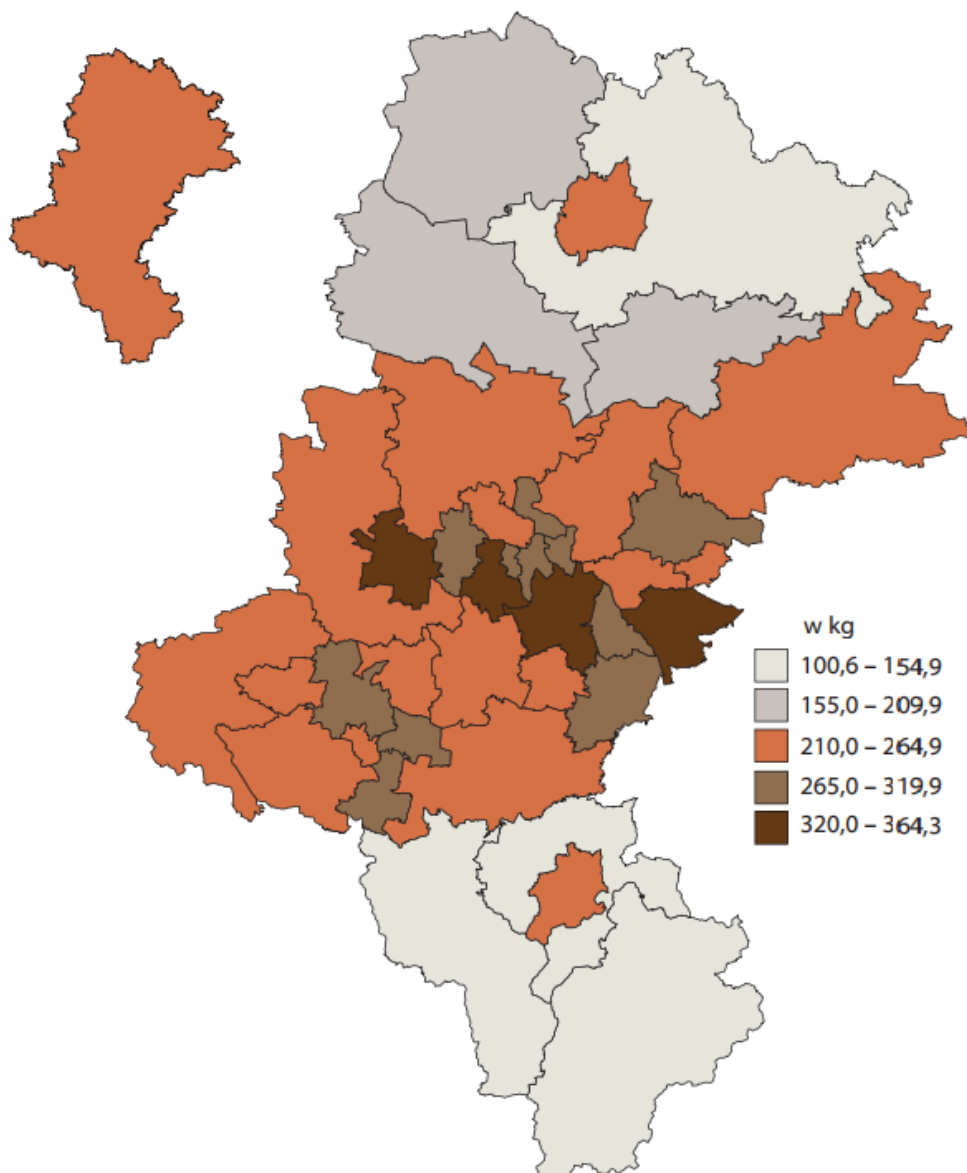 w kg
100,6 – 154,9
155,0 – 209,9
210,0 – 264,9
265,0 – 319,9
320,0 – 364,3